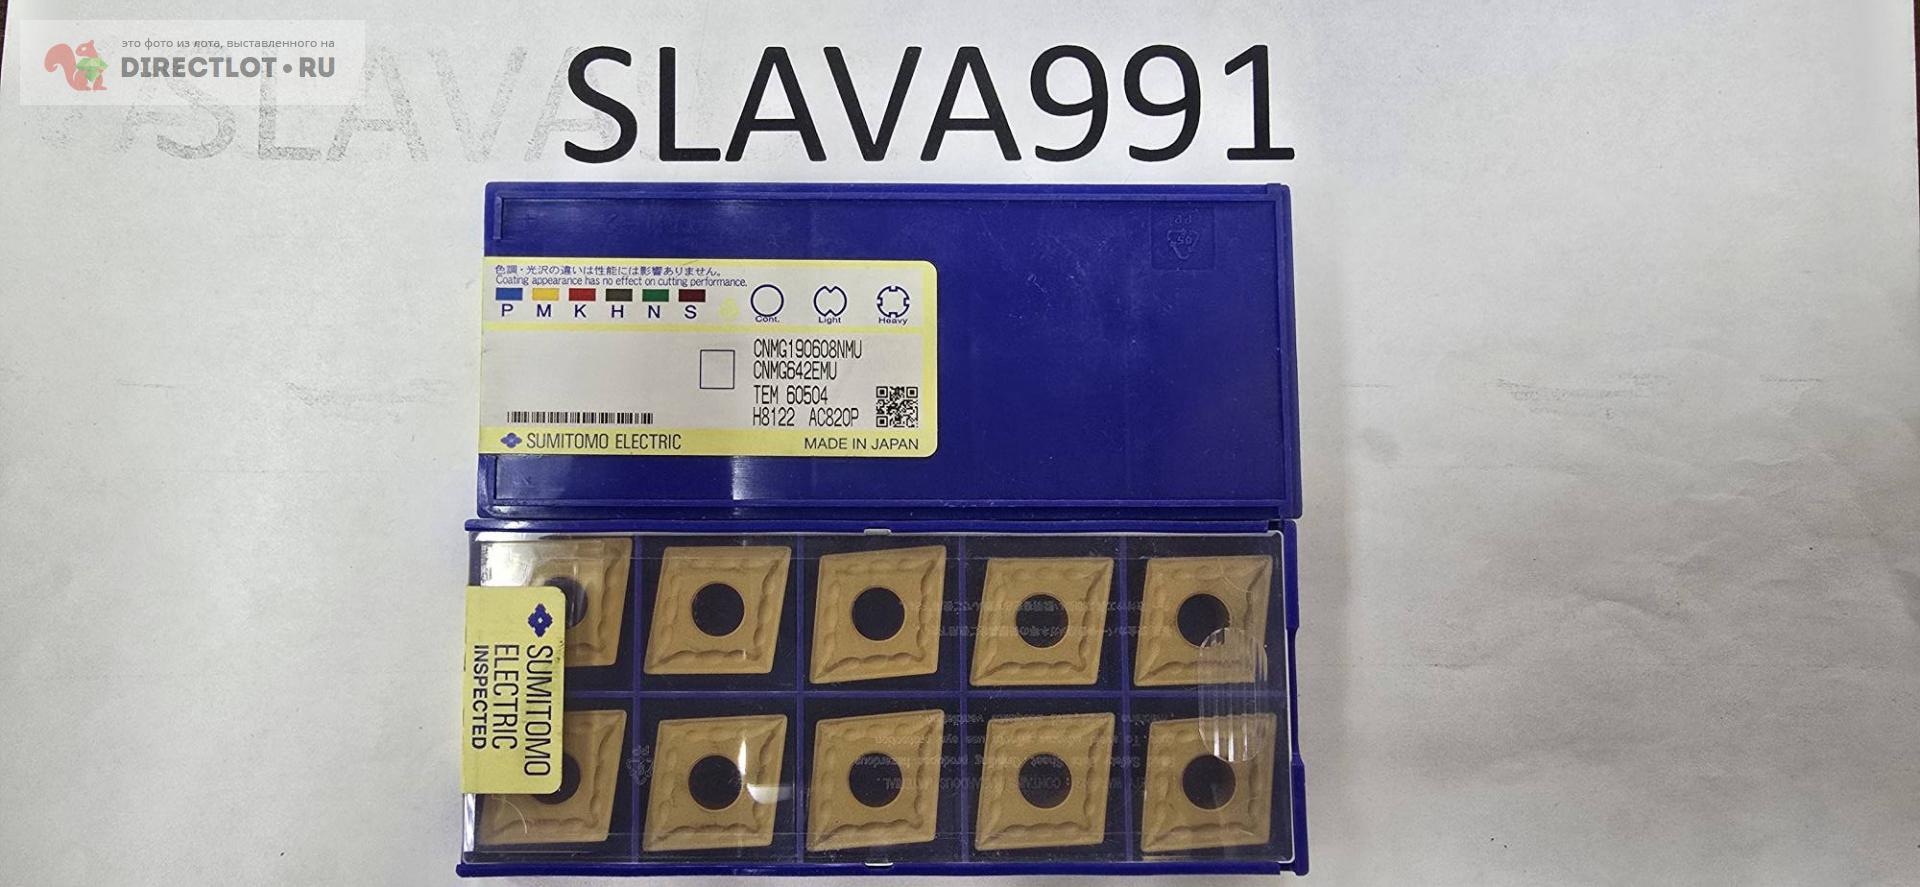 это фото из лота, выставленного на
DIRECTLOT.RU
SLAVA991
SLAVA
色調・光沢の違いは性能には影響ありません。
Coating appearance has no effect on cutting performance.
P M K H N S
Cont. Light Heavy
CNMG190608NMU
CNMG642EMU
TEM 60504
H8122 AC820P
SUMITOMO ELECTRIC
MADE IN JAPAN
SUMITOMO
ELECTRIC
INSPECTED